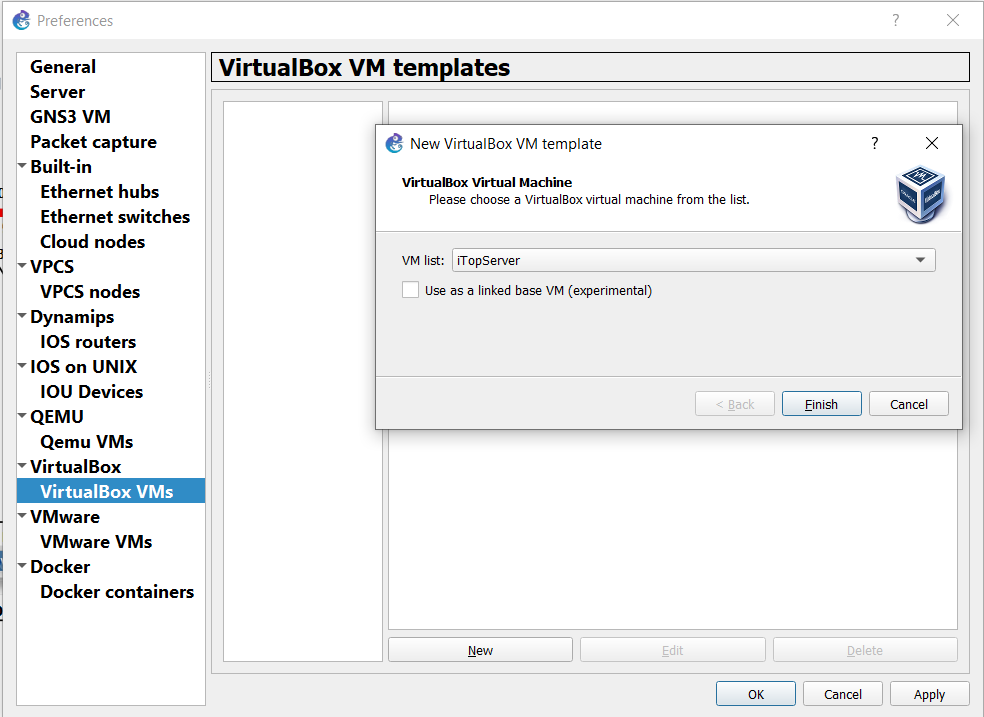 Preferences
?
General
Server
GNS3 VM
Packet capture
Built-in
Ethernet hubs
Ethernet switches
Cloud nodes
VPCS
VPCS nodes
Dynamips
IOS routers
IOS on UNIX
IOU Devices
QEMU
Qemu VMs
VirtualBox
VirtualBox VMs
VMware
VMware VMs
Docker
Docker containers
VirtualBox VM templates
New VirtualBox VM template
?
VirtualBox Virtual Machine
Please choose a VirtualBox virtual machine from the list.
VM list: iTopServer
Use as a linked base VM (experimental)
< Back Finish Cancel
New Edit Delete
OK Cancel Apply